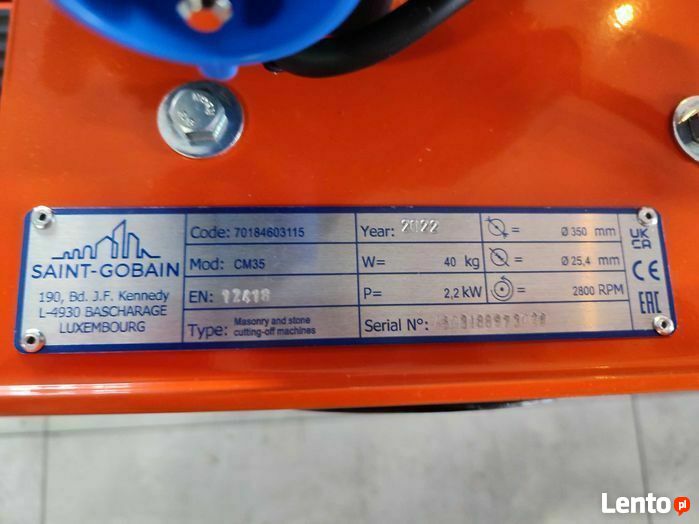 SAINT-GOBAIN
190, Bd. J.F. Kennedy
L-4930 BASCHARAGE
LUXEMBOURG
Code: 70184603115
Mod: CM35
EN: 12418
Type: Masonry and stone
cutting-off machines
Year: 2022
W= 40 kg
P= 2,2 kW
Serial N°:
= Ø 350 mm
= Ø 25,4 mm
= 2800 RPM
UK
CA
CE
EAC
Lento.pl